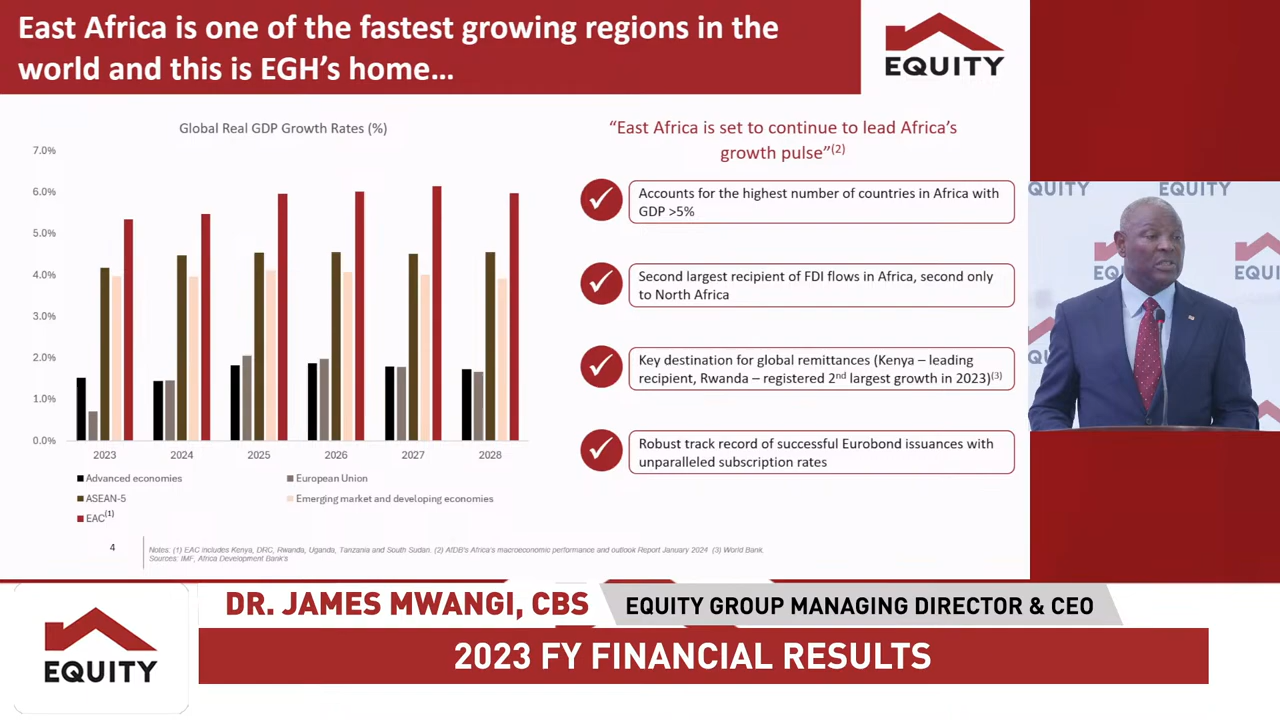 East Africa is one of the fastest growing regions in the
world and this is EGH's home…
EQUITY
Global Real GDP Growth Rates (%)
7.0%
6.0%
5.0%
4.0%
3.0%
2.0%
1.0%
0.0%
2023 2024 2025 2026 2027 2028
Advanced economies
European Union
ASEAN-5
Emerging market and developing economies
EAC(1)
"East Africa is set to continue to lead Africa's
growth pulse"(2)
Accounts for the highest number of countries in Africa with
GDP >5%
Second largest recipient of FDI flows in Africa, second only
to North Africa
Key destination for global remittances (Kenya – leading
recipient, Rwanda – registered 2nd largest growth in 2023)(3)
Robust track record of successful Eurobond issuances with
unparalleled subscription rates
4
Notes: (1) EAC includes Kenya, DRC, Rwanda, Uganda, Tanzania and South Sudan. (2) AfDB's Africa's macroeconomic performance and outlook Report January 2024 (3) World Bank.
Sources: IMF, Africa Development Bank's
QUITY
EQUITY
EQ
EQUI
QU
DR. JAMES MWANGI, CBS
EQUITY GROUP MANAGING DIRECTOR & CEO
2023 FY FINANCIAL RESULTS
EQUITY